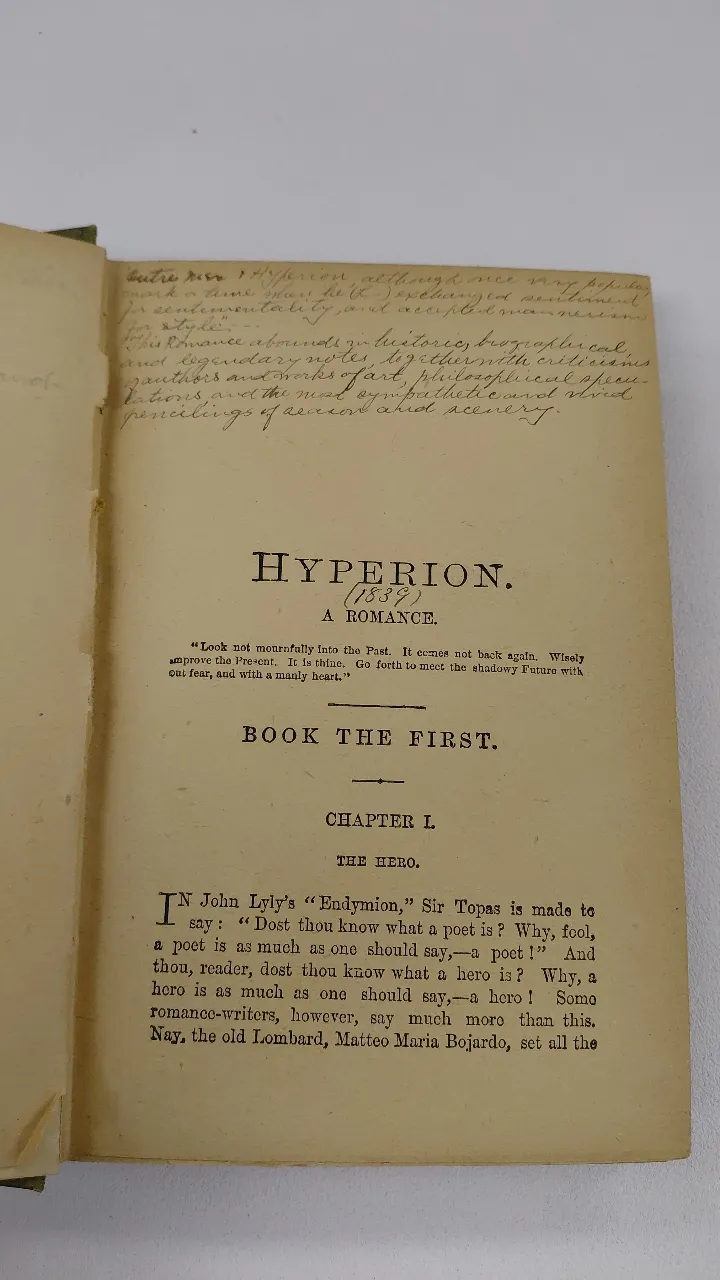 Hyperion, although once very popular,
mark a time when he (L.) exchanged sentiment
for sentimentality, and accepted mannerism
for style". --
"This Romance abounds in historic, biographical,
and legendary notes, together with criticisms
authors and works of art, philosophical specu-
lations and the most sympathetic and vivid
pencilings of season and scenery.
HYPERION.
(1839)
A ROMANCE.
"Look not mournfully into the Past. It comes not back again. Wisely
improve the Present. It is thine. Go forth to meet the shadowy Future with
out fear, and with a manly heart."
BOOK THE FIRST.
CHAPTER I.
THE HERO.
IN John Lyly's "Endymion," Sir Topas is made to
say: "Dost thou know what a poet is? Why, fool,
a poet is as much as one should say,—a poet!" And
thou, reader, dost thou know what a hero is? Why, a
hero is as much as one should say,—a hero! Some
romance-writers, however, say much more than this.
Nay, the old Lombard, Matteo Maria Bojardo, set all the